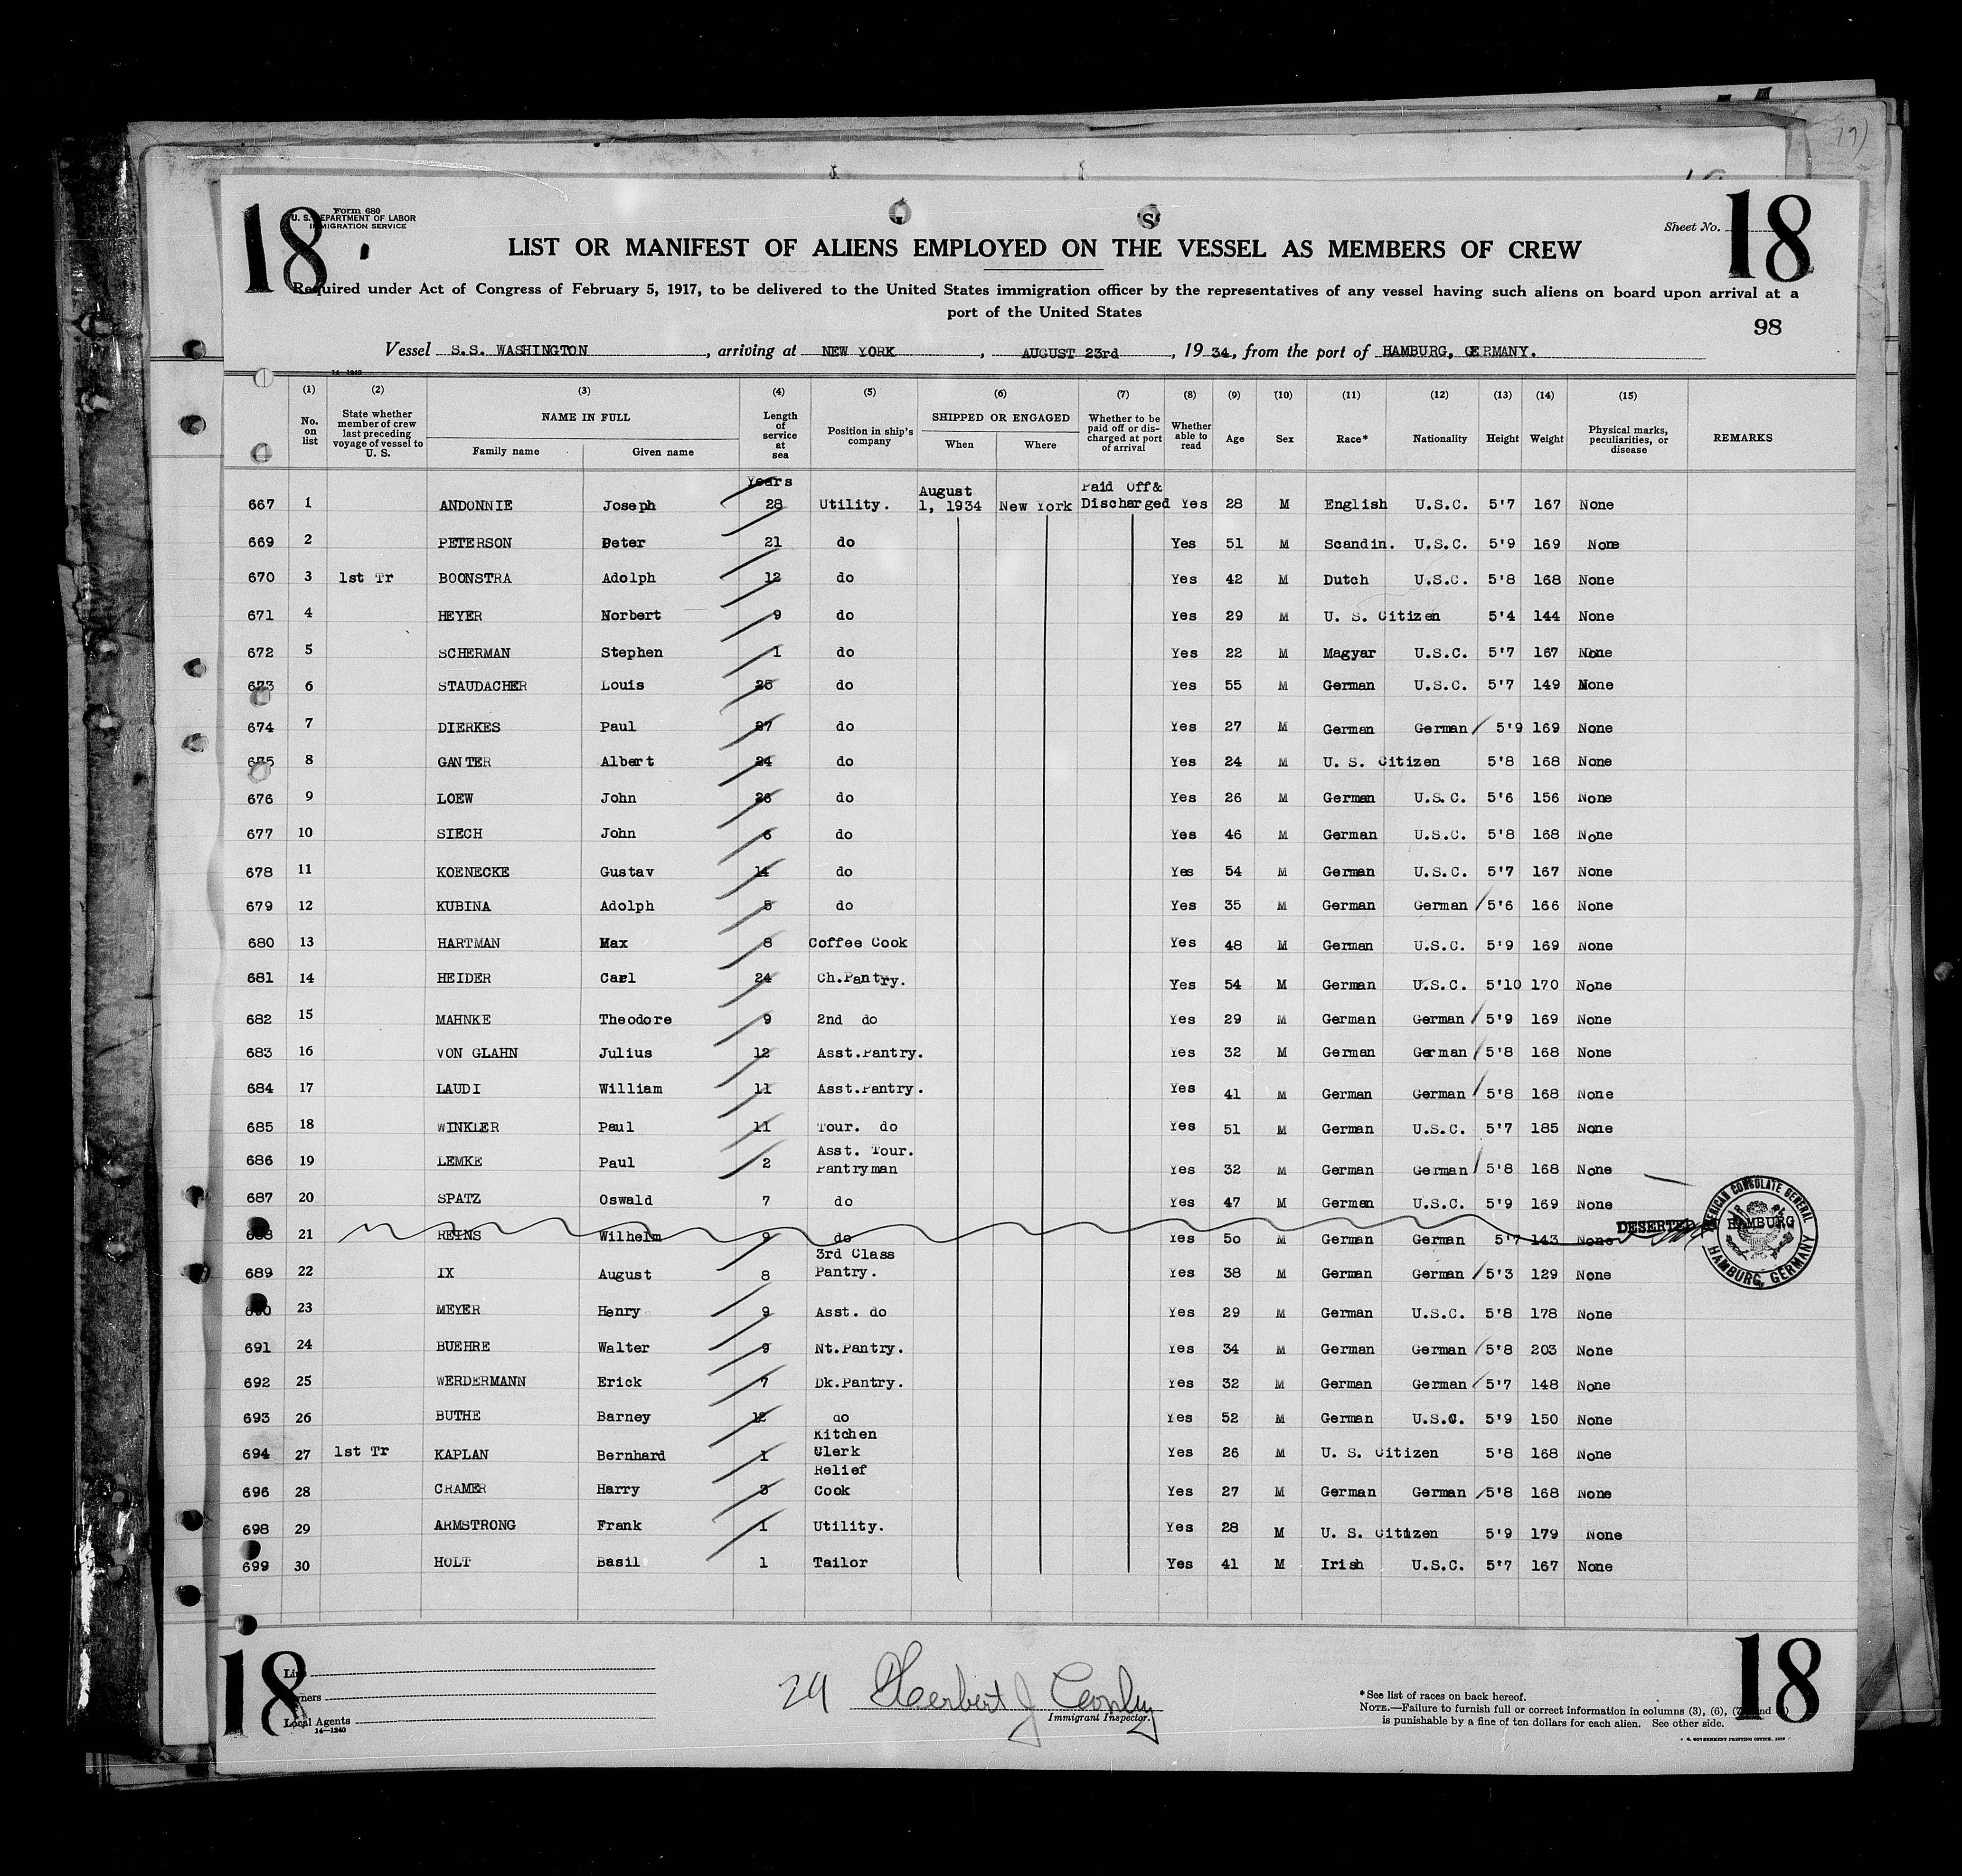 18 18
Form 680
U. S. DEPARTMENT OF LABOR
IMMIGRATION SERVICE
Sheet No.
LIST OR MANIFEST OF ALIENS EMPLOYED ON THE VESSEL AS MEMBERS OF CREW
Required under Act of Congress of February 5, 1917, to be delivered to the United States immigration officer by the representatives of any vessel having such aliens on board upon arrival at a
port of the United States
98
Vessel S.S. WASHINGTON, arriving at NEW YORK, AUGUST 23rd, 1934, from the port of HAMBURG, GERMANY.
14—1240
(1) (2) (3) (4) (5) (6) (7) (8) (9) (10) (11) (12) (13) (14) (15)
No. on list State whether member of crew last preceding voyage of vessel to U. S. NAME IN FULL Family name Given name Length of service at sea Position in ship's company SHIPPED OR ENGAGED When Where Whether to be paid off or discharged at port of arrival Whether able to read Age Sex Race* Nationality Height Weight Physical marks, peculiarities, or disease REMARKS
Years
667 1 ANDONNIE Joseph 28 Utility. August 1, 1934 New York Paid Off& Discharged Yes 28 M English U.S.C. 5'7 167 None
669 2 PETERSON Peter 21 do Yes 51 M Scandin. U.S.C. 5'9 169 None
670 3 1st Tr BOONSTRA Adolph 12 do Yes 42 M Dutch U.S.C. 5'8 168 None
671 4 HEYER Norbert 9 do Yes 29 M U. S. Citizen 5'4 144 None
672 5 SCHERMAN Stephen 1 do Yes 22 M Magyar U.S.C. 5'7 167 None
673 6 STAUDACHER Louis 25 do Yes 55 M German U.S.C. 5'7 149 None
674 7 DIERKES Paul 27 do Yes 27 M German German 5'9 169 None
675 8 GANTER Albert 24 do Yes 24 M U. S. Citizen 5'8 168 None
676 9 LOEW John 26 do Yes 26 M German U.S.C. 5'6 156 None
677 10 SIECH John 6 do Yes 46 M German U.S.C. 5'8 168 None
678 11 KOENECKE Gustav 14 do Yes 54 M German U.S.C. 5'7 167 None
679 12 KUBINA Adolph 5 do Yes 35 M German German 5'6 166 None
680 13 HARTMAN Max 8 Coffee Cook Yes 48 M German U.S.C. 5'9 169 None
681 14 HEIDER Carl 24 Ch.Pantry. Yes 54 M German U.S.C. 5'10 170 None
682 15 MAHNKE Theodore 9 2nd do Yes 29 M German German 5'9 169 None
683 16 VON GLAHN Julius 12 Asst.Pantry. Yes 32 M German German 5'8 168 None
684 17 LAUDI William 11 Asst.Pantry. Yes 41 M German German 5'8 168 None
685 18 WINKLER Paul 11 Tour. do Yes 51 M German U.S.C. 5'7 185 None
686 19 LEMKE Paul 2 Asst. Tour. Pantryman Yes 32 M German German 5'8 168 None
687 20 SPATZ Oswald 7 do Yes 47 M German U.S.C. 5'9 169 None
688 21 REINS Wilhelm 9 do Yes 50 M German German 5'7 143 None DESERTED HAMBURG
AMERICAN CONSULATE GENERAL HAMBURG, GERMANY
689 22 IX August 8 3rd Class Pantry. Yes 38 M German German 5'3 129 None
690 23 MEYER Henry 9 Asst. do Yes 29 M German U.S.C. 5'8 178 None
691 24 BUEHRE Walter 9 Nt.Pantry. Yes 34 M German German 5'8 203 None
692 25 WERDERMANN Erick 7 Dk.Pantry. Yes 32 M German German 5'7 148 None
693 26 BUTHE Barney 12 do Yes 52 M German U.S.C. 5'9 150 None
694 27 1st Tr KAPLAN Bernhard 1 Kitchen Clerk Yes 26 M U. S. Citizen 5'8 168 None
696 28 CRAMER Harry 3 Relief Cook Yes 27 M German German 5'8 168 None
698 29 ARMSTRONG Frank 1 Utility. Yes 28 M U. S. Citizen 5'9 179 None
699 30 HOLT Basil 1 Tailor Yes 41 M Irish U.S.C. 5'7 167 None
18 18
Line
Owners
Local Agents
14—1240
Herbert J
Immigrant Inspector.
*See list of races on back hereof.
NOTE.—Failure to furnish full or correct information in columns (3), (6), (7) and
is punishable by a fine of ten dollars for each alien. See other side.